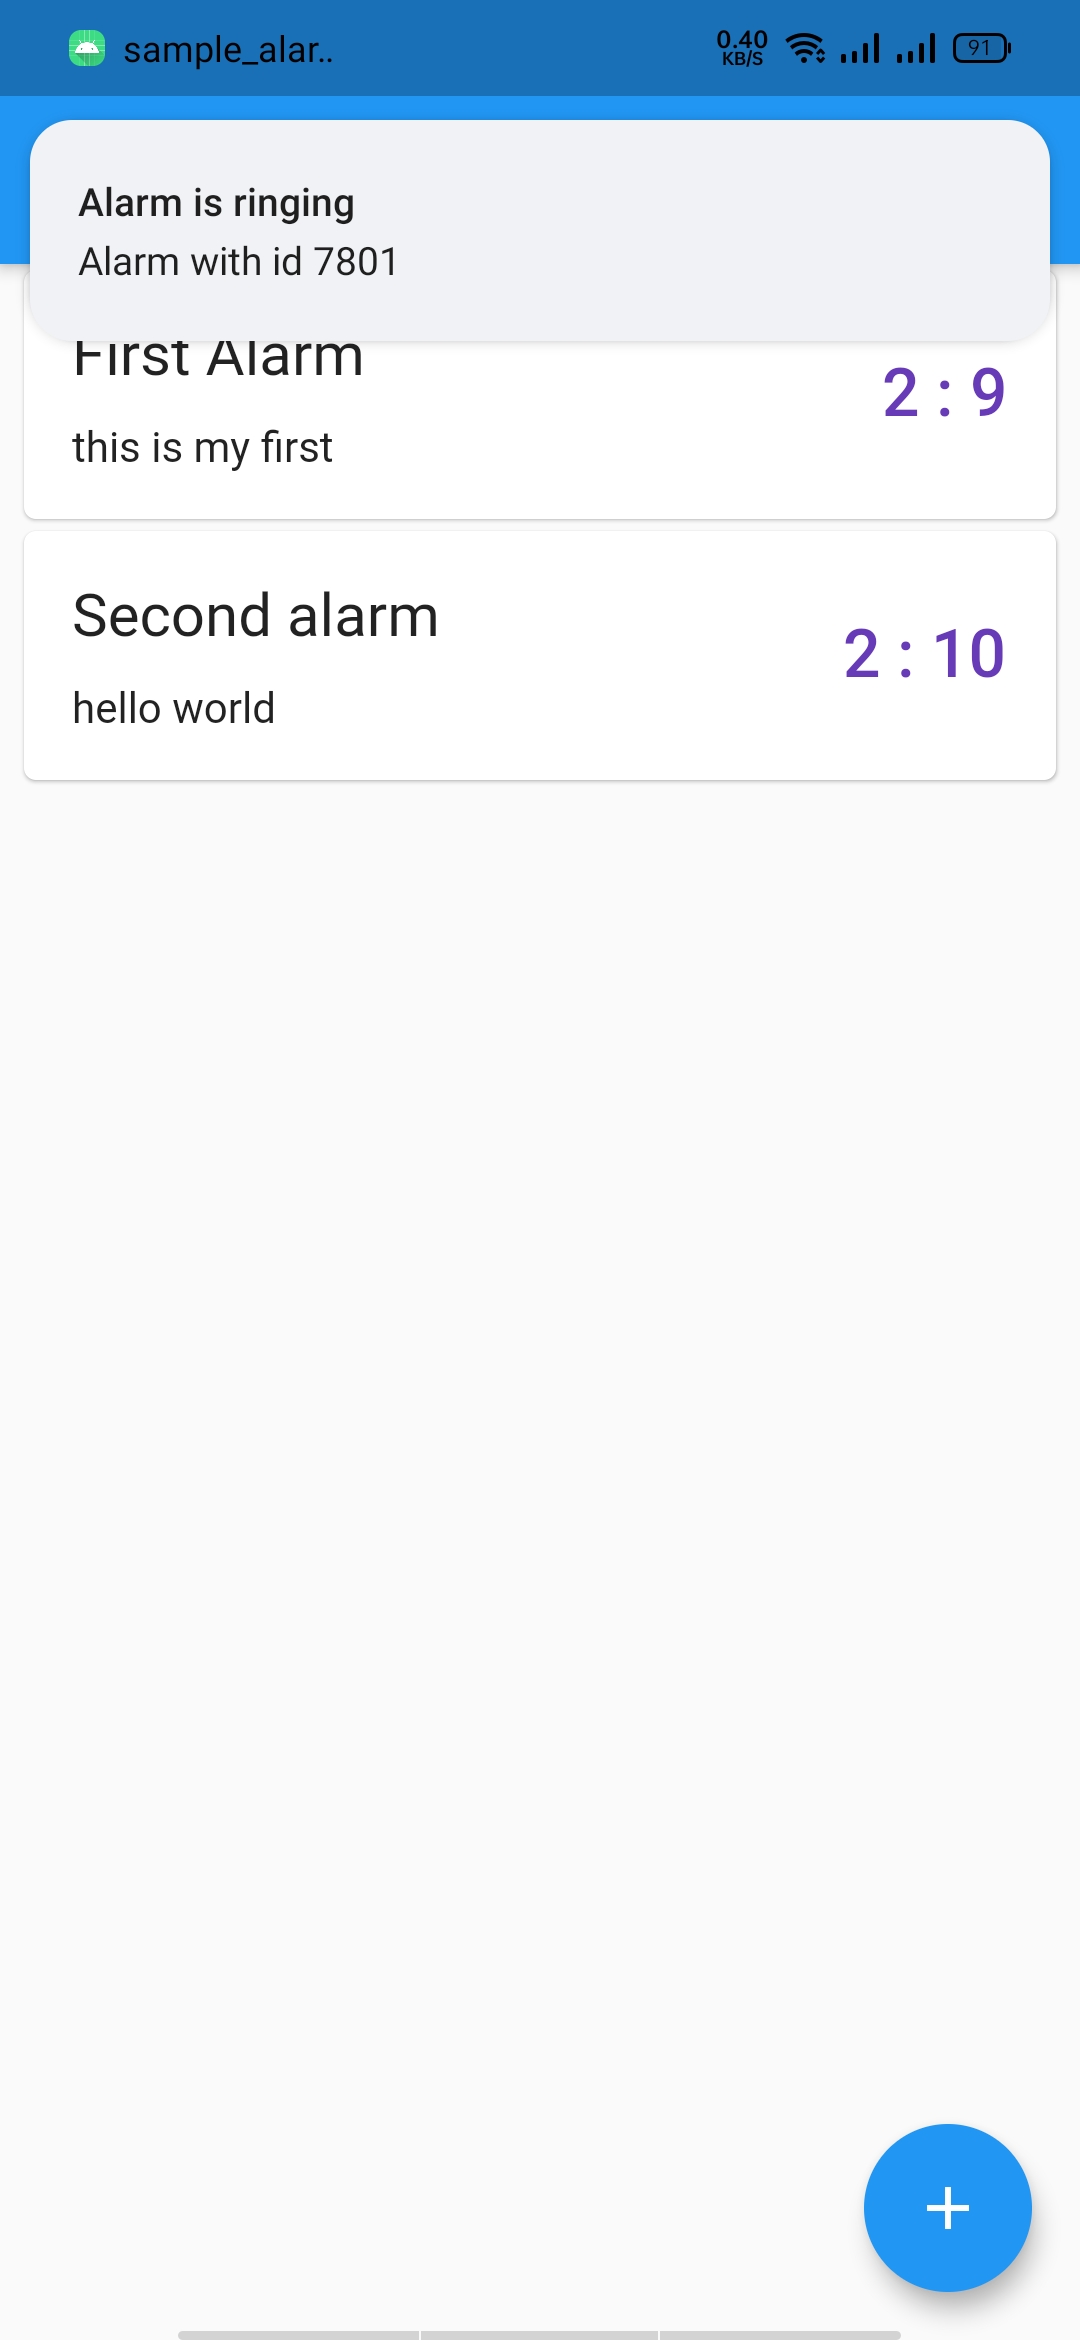 sample_alar..
0.40
KB/S
91
Alarm is ringing
Alarm with id 7801
First Alarm
2 : 9
this is my first
Second alarm
2 : 10
hello world